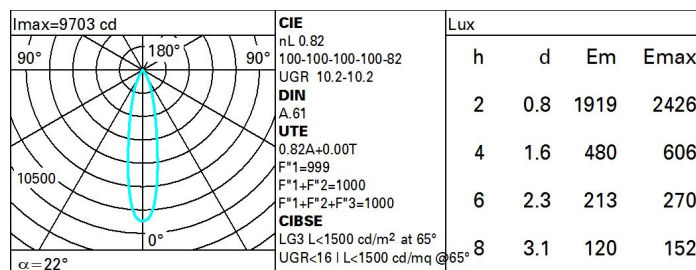 Imax=9703 cd
90° 180° 90°
10500
0°
α=22°
CIE
nL 0.82
100-100-100-100-82
UGR 10.2-10.2
DIN
A.61
UTE
0.82A+0.00T
F"1=999
F"1+F"2=1000
F"1+F"2+F"3=1000
CIBSE
LG3 L<1500 cd/m² at 65°
UGR<16 | L<1500 cd/mq @65°
Lux
h d Em Emax
2 0.8 1919 2426
4 1.6 480 606
6 2.3 213 270
8 3.1 120 152